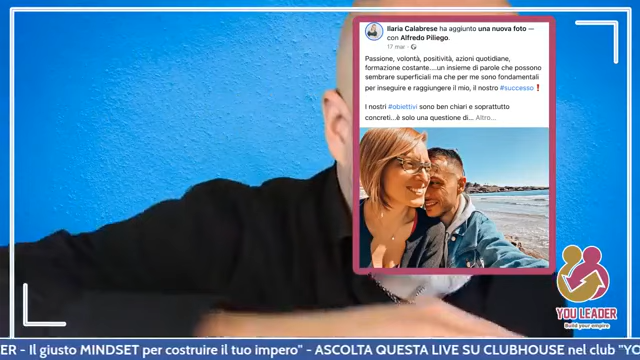 Ilaria Calabrese ha aggiunto una nuova foto —
con Alfredo Piliego.
17 mar ·
Passione, volontà, positività, azioni quotidiane,
formazione costante.....un insieme di parole che possono
sembrare superficiali ma che per me sono fondamentali
per inseguire e raggiungere il mio, il nostro #successo❗
I nostri #obiettivi sono ben chiari e soprattutto
concreti...è solo una questione di... Altro...
YOU LEADER
Build your empire
ER - Il giusto MINDSET per costruire il tuo impero" - ASCOLTA QUESTA LIVE SU CLUBHOUSE nel club "YO